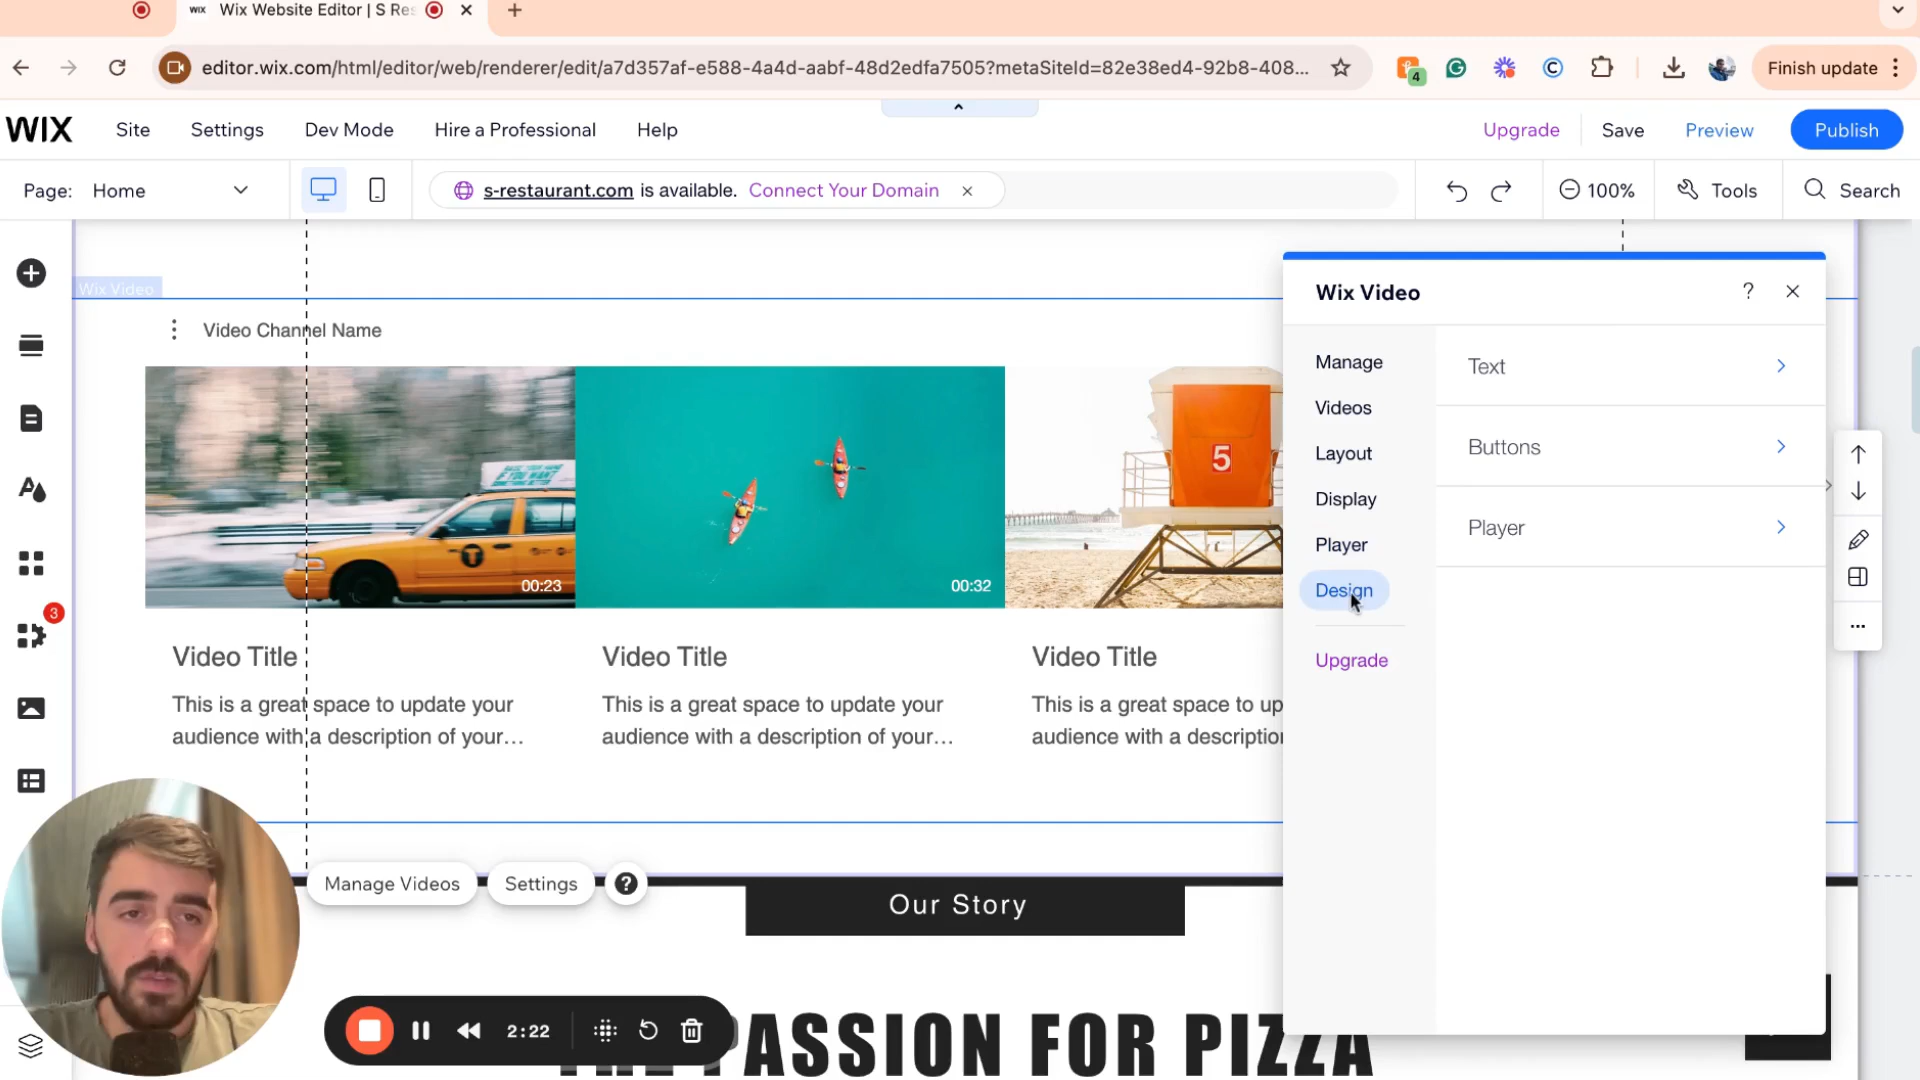 WIX Wix Website Editor | S Res
editor.wix.com/html/editor/web/renderer/edit/a7d357af-e588-4a4d-aabf-48d2edfa7505?metaSiteId=82e38ed4-92b8-408... 4 Finish update
WIX Site Settings Dev Mode Hire a Professional Help Upgrade Save Preview Publish
Page: Home s-restaurant.com is available. Connect Your Domain 100% Tools Search
Wix Video
Video Channel Name
5
00:23
00:32
Video Title
This is a great space to update your
audience with a description of your...
Video Title
This is a great space to update your
audience with a description of your...
Video Title
This is a great space to up
audience with a description
3
Manage Videos Settings ?
Our Story
PASSION FOR PIZZA
2:22
Wix Video ?
Manage
Videos
Layout
Display
Player
Design
Upgrade
Text
Buttons
Player